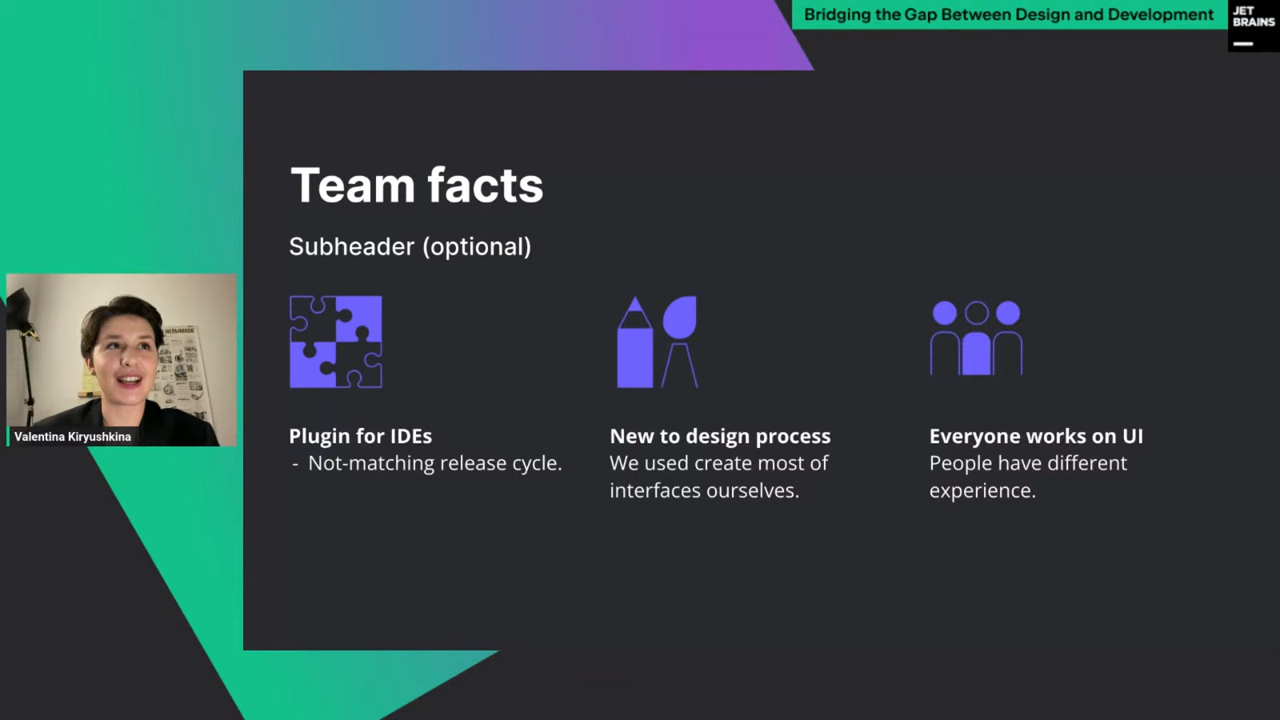 Bridging the Gap Between Design and Development
JET
BRAINS
Team facts
Subheader (optional)
Plugin for IDEs
- Not-matching release cycle.
New to design process
We used create most of
interfaces ourselves.
Everyone works on UI
People have different
experience.
Valentina Kiryushkina